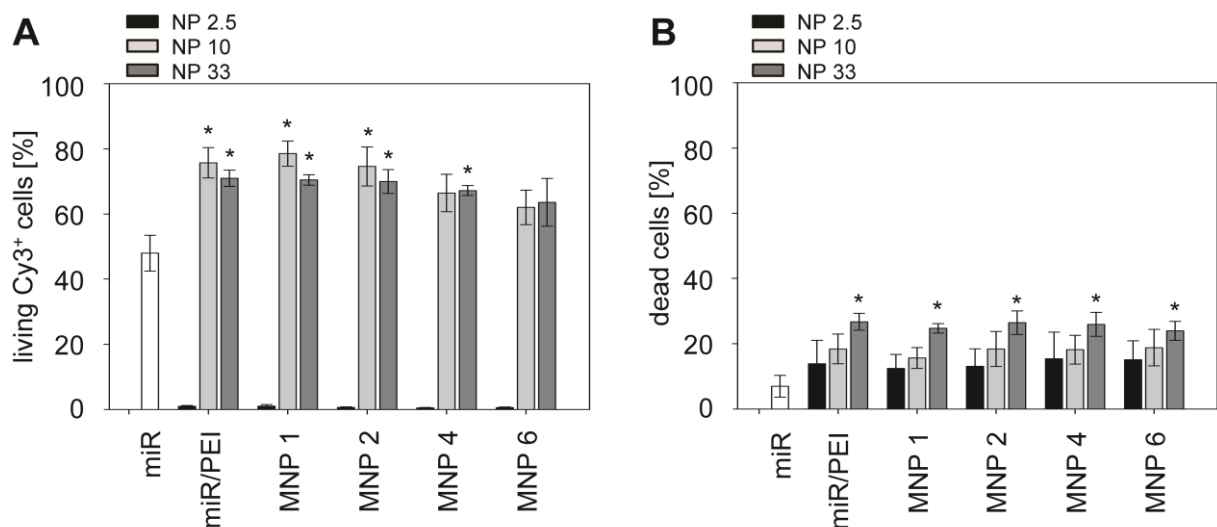 A
NP 2.5
NP 10
NP 33
living Cy3⁺ cells [%]
100
80
60
40
20
0
* * * * * * *
miR
miR/PEI
MNP 1
MNP 2
MNP 4
MNP 6
B
NP 2.5
NP 10
NP 33
dead cells [%]
100
80
60
40
20
0
* * * * *
miR
miR/PEI
MNP 1
MNP 2
MNP 4
MNP 6